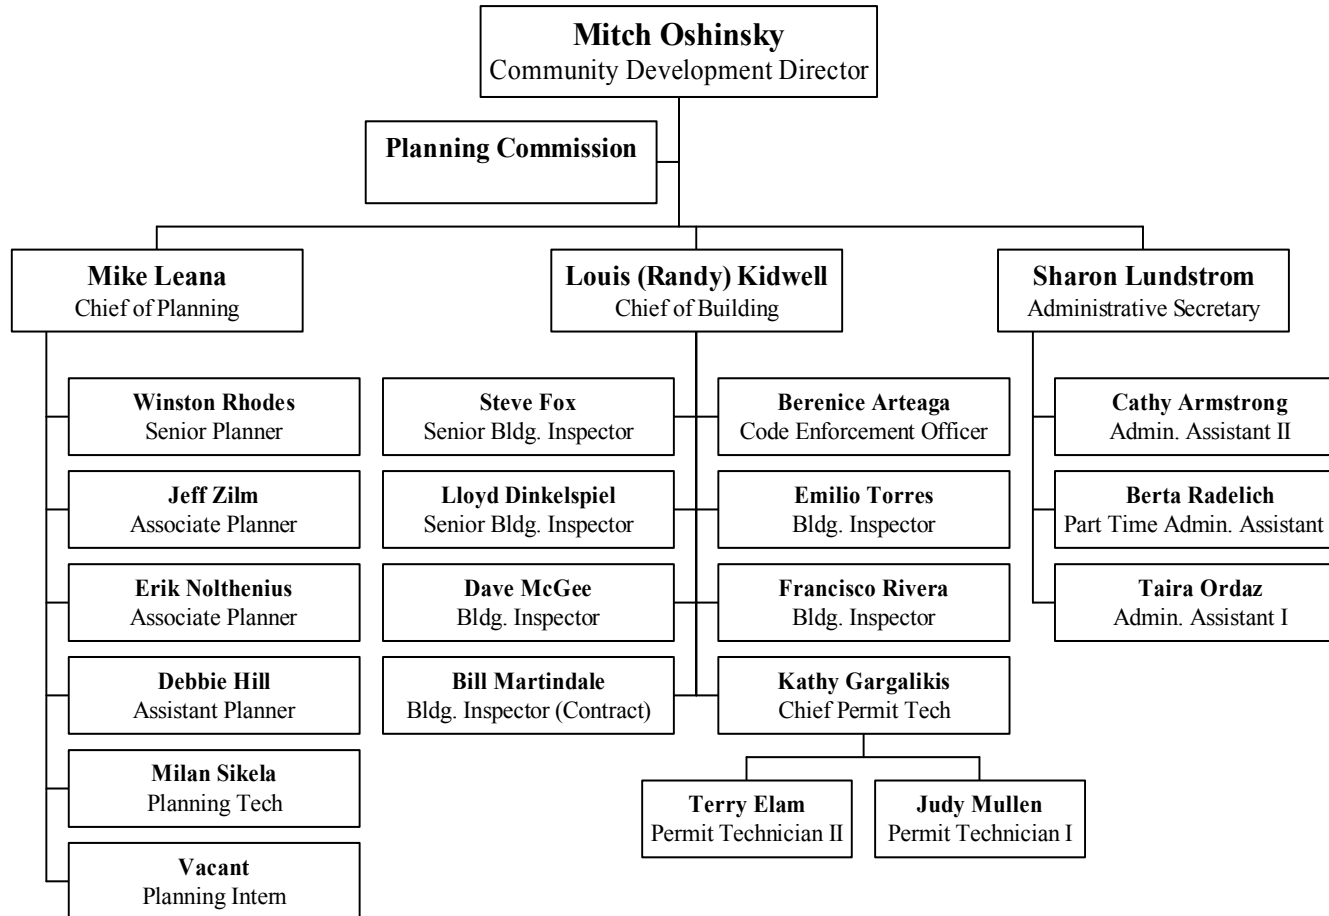 Mitch Oshinsky
Community Development Director
Planning Commission
Mike Leana
Chief of Planning
Louis (Randy) Kidwell
Chief of Building
Sharon Lundstrom
Administrative Secretary
Winston Rhodes
Senior Planner
Jeff Zilm
Associate Planner
Erik Nolthenius
Associate Planner
Debbie Hill
Assistant Planner
Milan Sikela
Planning Tech
Vacant
Planning Intern
Steve Fox
Senior Bldg. Inspector
Lloyd Dinkelspiel
Senior Bldg. Inspector
Dave McGee
Bldg. Inspector
Bill Martindale
Bldg. Inspector (Contract)
Berenice Arteaga
Code Enforcement Officer
Emilio Torres
Bldg. Inspector
Francisco Rivera
Bldg. Inspector
Kathy Gargalikis
Chief Permit Tech
Terry Elam
Permit Technician II
Judy Mullen
Permit Technician I
Cathy Armstrong
Admin. Assistant II
Berta Radelich
Part Time Admin. Assistant
Taira Ordaz
Admin. Assistant I